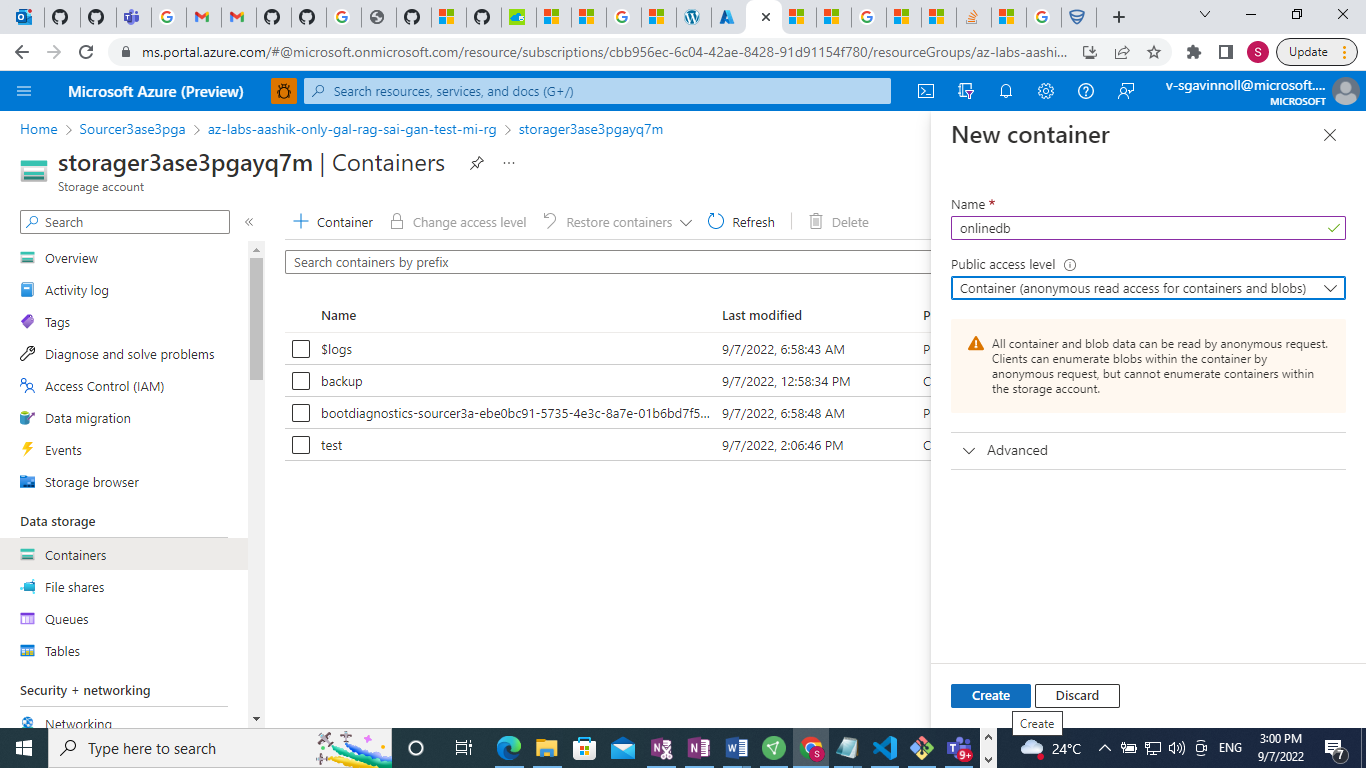 ms.portal.azure.com/#@microsoft.onmicrosoft.com/resource/subscriptions/cbb956ec-6c04-42ae-8428-91d91154f780/resourceGroups/az-labs-aashi...
S
Update
Microsoft Azure (Preview)
Search resources, services, and docs (G+/)
v-sgavinnoll@microsoft....
MICROSOFT
Home > Sourcer3ase3pga > az-labs-aashik-only-gal-rag-sai-gan-test-mi-rg > storager3ase3pgayq7m
storager3ase3pgayq7m | Containers
Storage account
Search
Overview
Activity log
Tags
Diagnose and solve problems
Access Control (IAM)
Data migration
Events
Storage browser
Data storage
Containers
File shares
Queues
Tables
Security + networking
Networking
Container
Change access level
Restore containers
Refresh
Delete
Search containers by prefix
Name Last modified P
$logs 9/7/2022, 6:58:43 AM P
backup 9/7/2022, 12:58:34 PM C
bootdiagnostics-sourcer3a-ebe0bc91-5735-4e3c-8a7e-01b6bd7f5... 9/7/2022, 6:58:48 AM P
test 9/7/2022, 2:06:46 PM C
New container
Name *
onlinedb
Public access level
Container (anonymous read access for containers and blobs)
All container and blob data can be read by anonymous request.
Clients can enumerate blobs within the container by
anonymous request, but cannot enumerate containers within
the storage account.
Advanced
Create
Discard
Create
Type here to search
9+
24°C
ENG
3:00 PM
9/7/2022
7